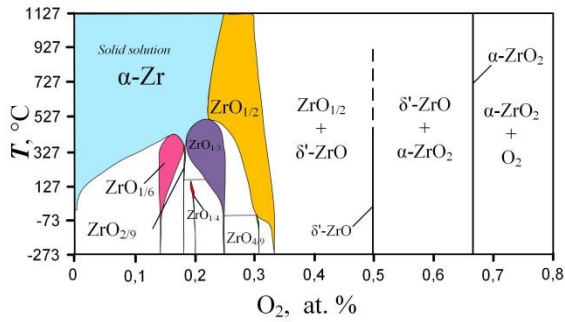 1127
927
727
527
327
127
-73
-273
T, °C
Solid solution
α-Zr
ZrO1/2
ZrO1/3
ZrO1/6
ZrO2/9
ZrO1/4
ZrO4/9
ZrO1/2
+
δ'-ZrO
δ'-ZrO
δ'-ZrO
+
α-ZrO2
α-ZrO2
α-ZrO2
+
O2
0
0,1
0,2
0,3
0,4
0,5
0,6
0,7
0,8
O2, at. %